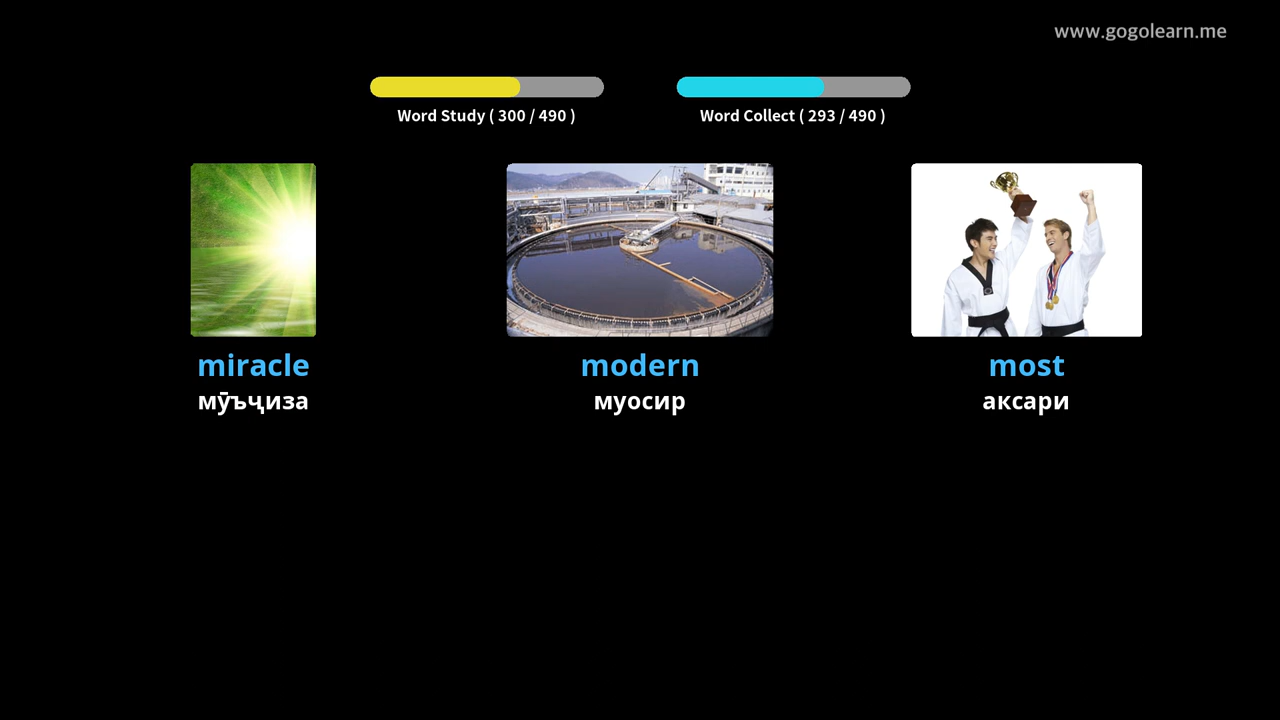 www.gogolearn.me
Word Study ( 300 / 490 )
Word Collect ( 293 / 490 )
miracle
мӯъҷиза
modern
муосир
most
аксари